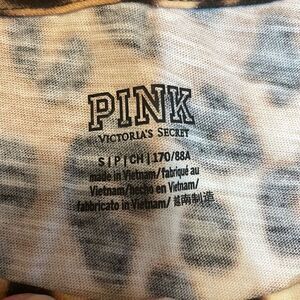 PINK
VICTORIA'S SECRET
S | P | CH | 170/88A
made in Vietnam/fabriqué au
Vietnam/hecho en Vietnam/
fabbricato in Vietnam/越南制造